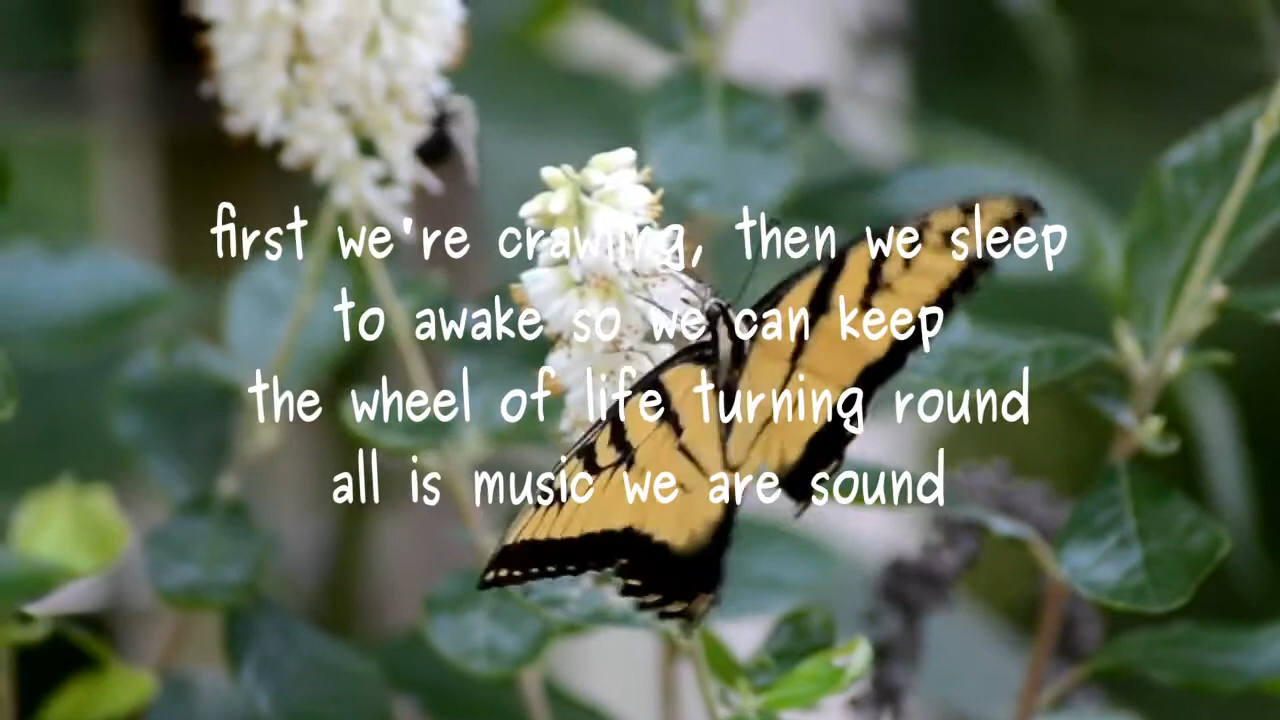 first we're crawling, then we sleep
to awake so we can keep
the wheel of life turning round
all is music we are sound